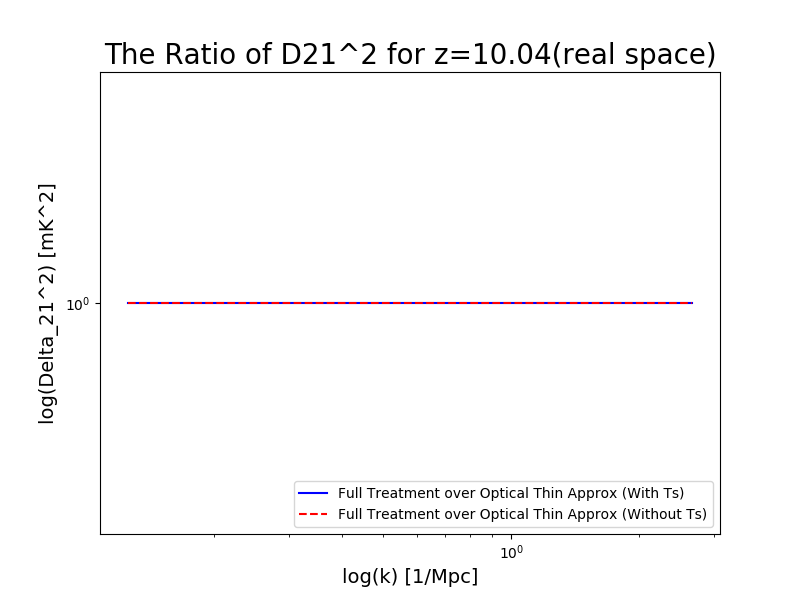 The Ratio of D21^2 for z=10.04(real space)
log(Delta_21^2) [mK^2]
10⁰
Full Treatment over Optical Thin Approx (With Ts)
Full Treatment over Optical Thin Approx (Without Ts)
10⁰
log(k) [1/Mpc]